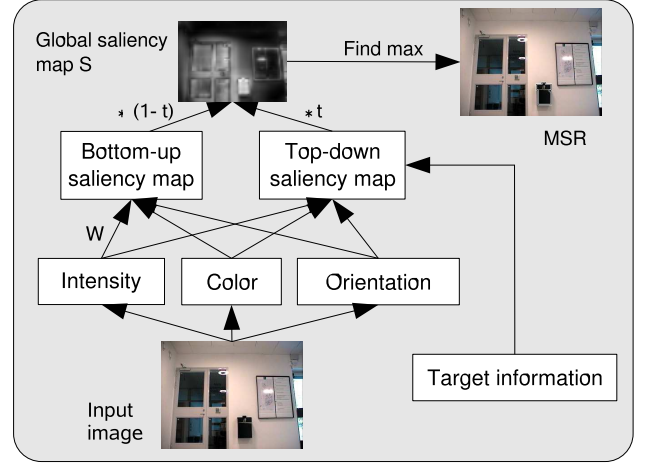 Global saliency
map S
Find max
MSR
* (1- t)
* t
Bottom-up
saliency map
Top-down
saliency map
W
Intensity
Color
Orientation
Target information
Input
image